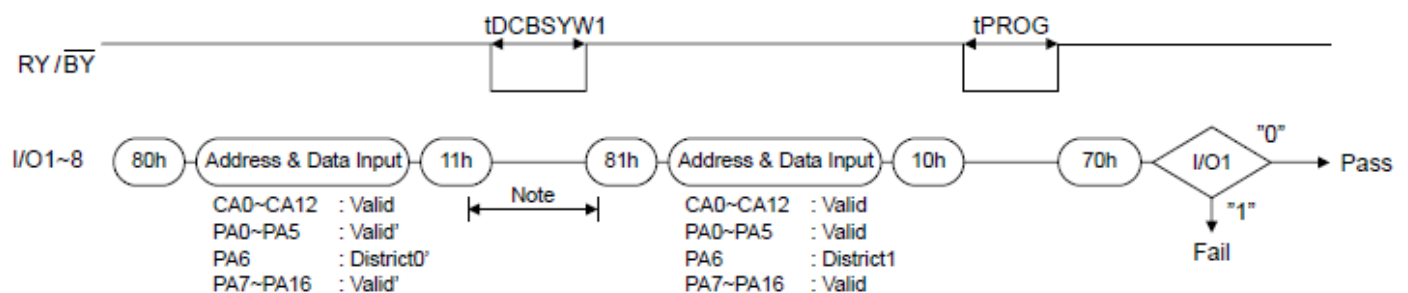 tDCBSYW1 tPROG
RY/BY
I/O1~8 80h Address & Data Input 11h 81h Address & Data Input 10h 70h I/O1 "0" Pass
Note "1"
Fail
CA0~CA12 : Valid
PA0~PA5 : Valid'
PA6 : District0'
PA7~PA16 : Valid'
CA0~CA12 : Valid
PA0~PA5 : Valid
PA6 : District1
PA7~PA16 : Valid